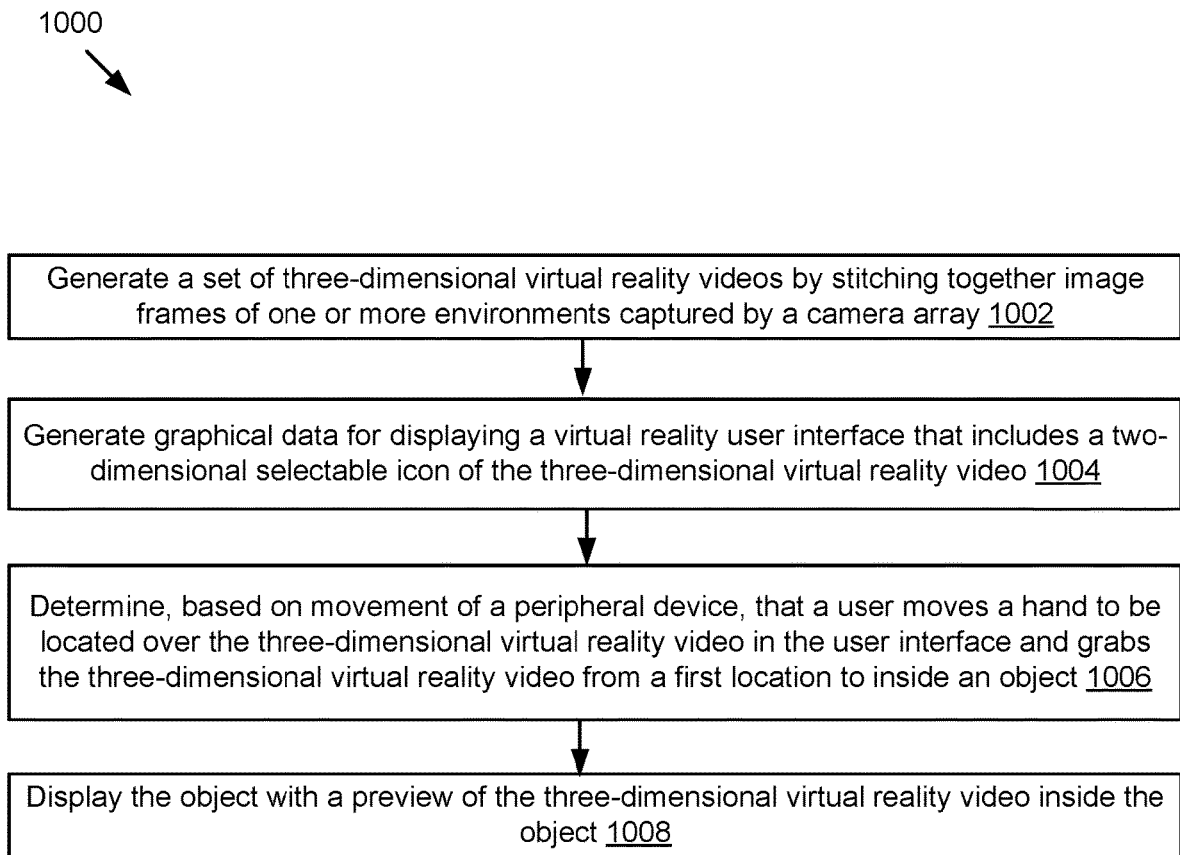 1000
Generate a set of three-dimensional virtual reality videos by stitching together image
frames of one or more environments captured by a camera array 1002
Generate graphical data for displaying a virtual reality user interface that includes a two-
dimensional selectable icon of the three-dimensional virtual reality video 1004
Determine, based on movement of a peripheral device, that a user moves a hand to be
located over the three-dimensional virtual reality video in the user interface and grabs
the three-dimensional virtual reality video from a first location to inside an object 1006
Display the object with a preview of the three-dimensional virtual reality video inside the
object 1008